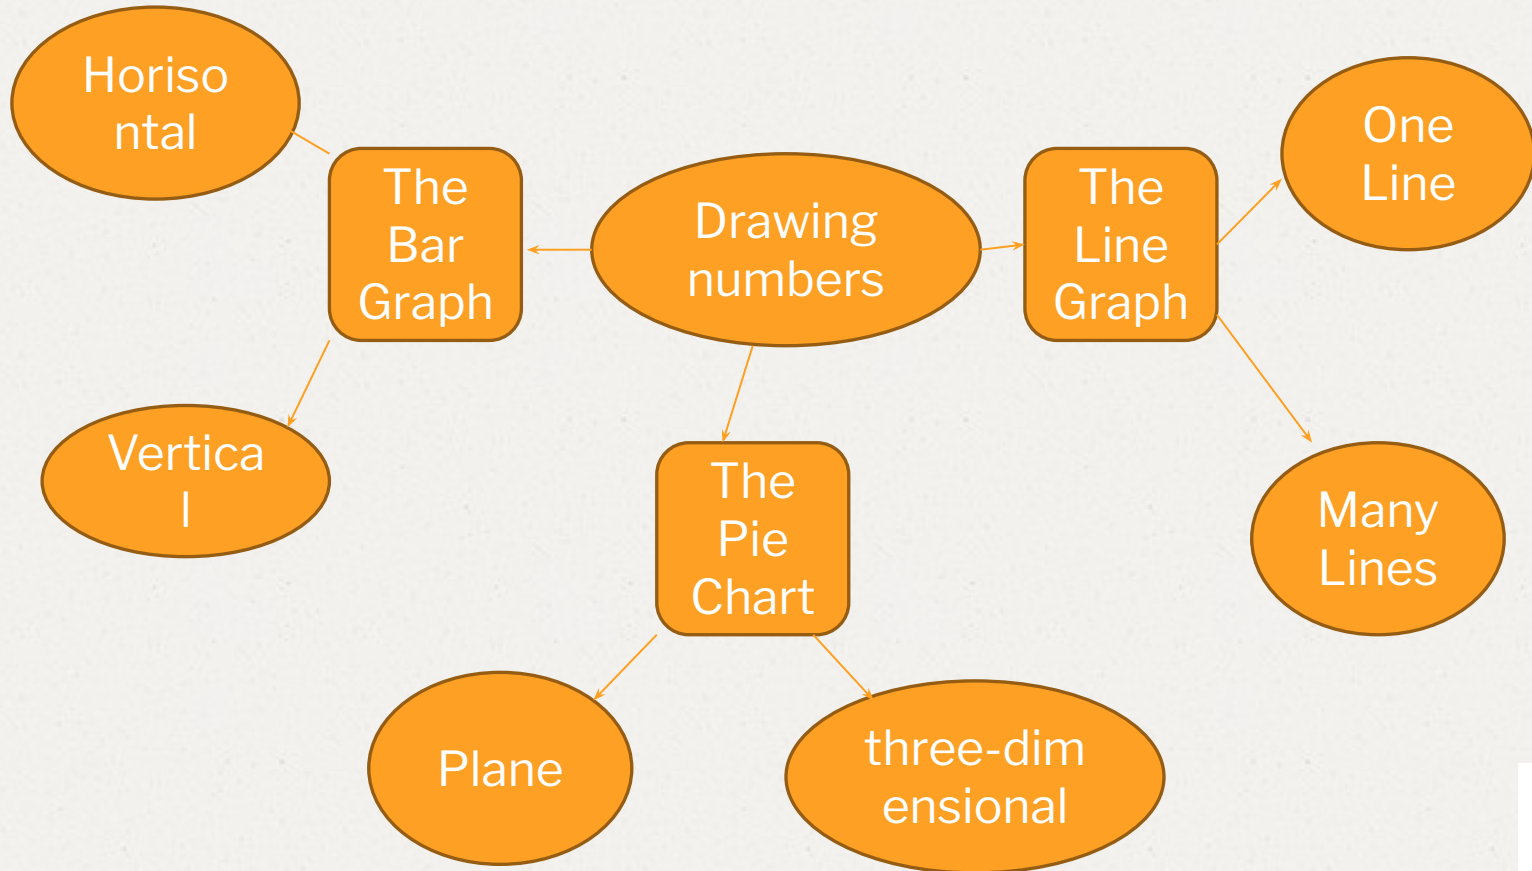 Horiso
ntal
The
Bar
Graph
Drawing
numbers
The
Line
Graph
One
Line
Vertica
l
The
Pie
Chart
Many
Lines
Plane
three-dim
ensional